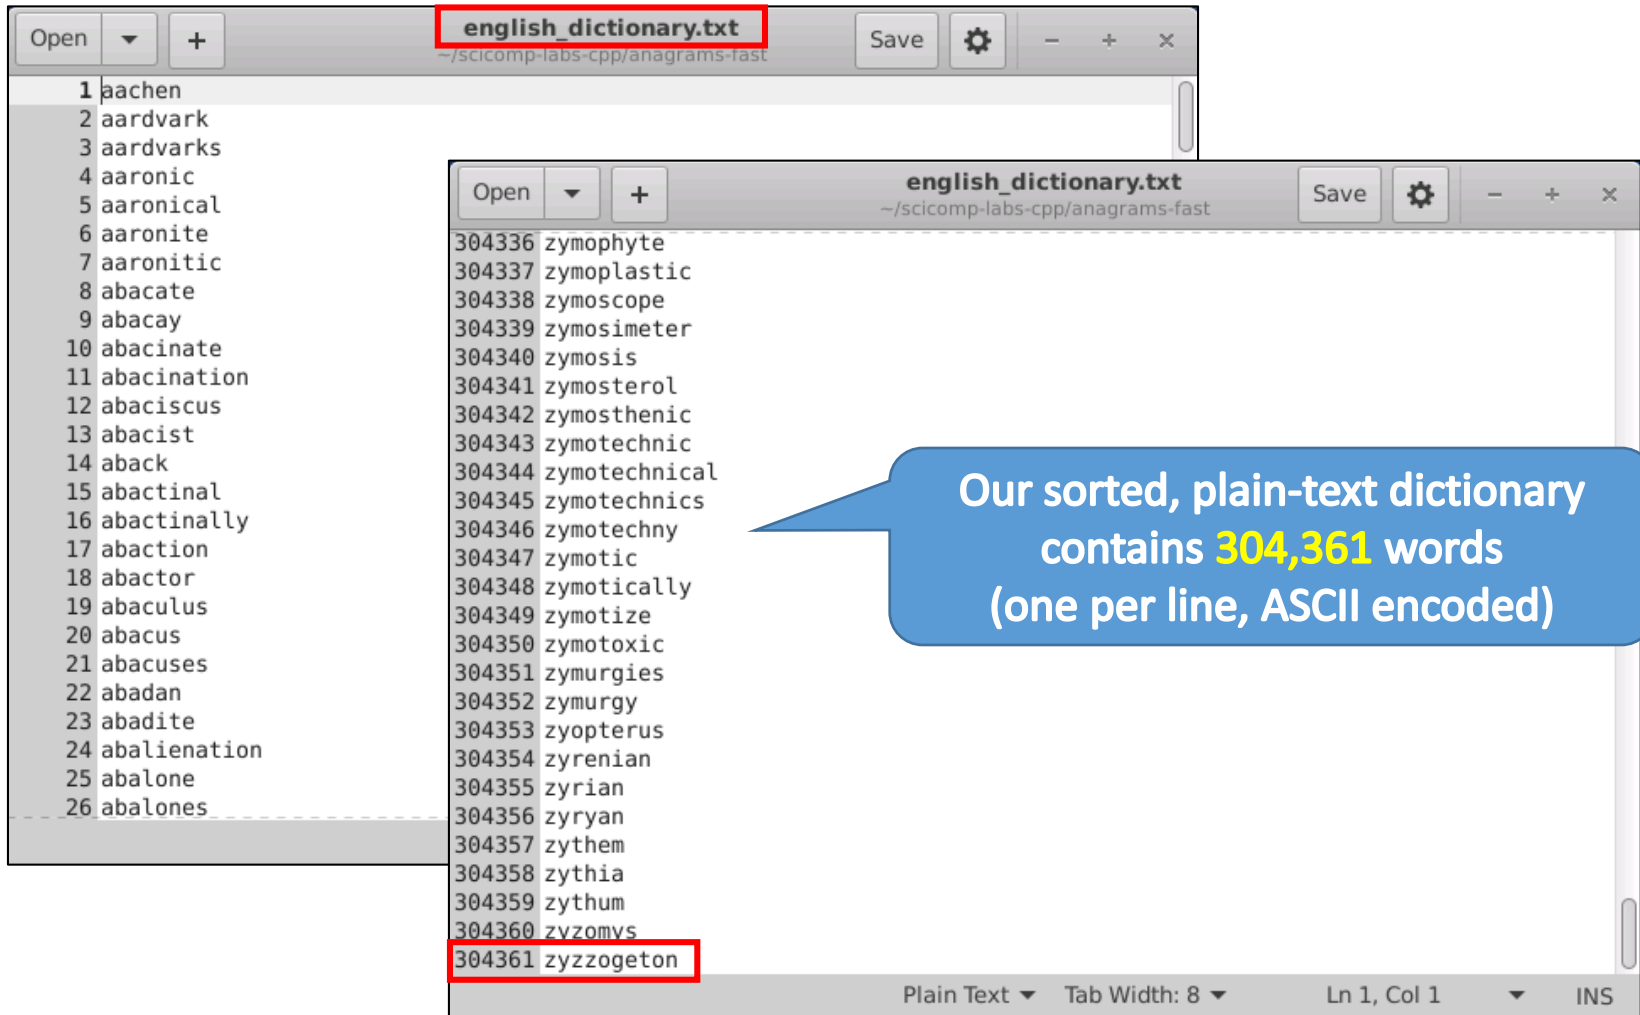 Open
+
english_dictionary.txt
~/scicomp-labs-cpp/anagrams-fast
Save
1 aachen
2 aardvark
3 aardvarks
4 aaronic
5 aaronical
6 aaronite
7 aaronitic
8 abacate
9 abacay
10 abacinate
11 abacination
12 abaciscus
13 abacist
14 aback
15 abactinal
16 abactinally
17 abaction
18 abactor
19 abaculus
20 abacus
21 abacuses
22 abadan
23 abadite
24 abalienation
25 abalone
26 abalones
Open
+
english_dictionary.txt
~/scicomp-labs-cpp/anagrams-fast
Save
304336 zymophyte
304337 zymoplastic
304338 zymoscope
304339 zymosimeter
304340 zymosis
304341 zymosterol
304342 zymosthenic
304343 zymotechnic
304344 zymotechnical
304345 zymotechnics
304346 zymotechny
304347 zymotic
304348 zymotically
304349 zymotize
304350 zymotoxic
304351 zymurgies
304352 zymurgy
304353 zyopterus
304354 zyrenian
304355 zyrian
304356 zyryan
304357 zythem
304358 zythia
304359 zythum
304360 zyzomys
304361 zyzzogeton
Our sorted, plain-text dictionary
contains 304,361 words
(one per line, ASCII encoded)
Plain Text Tab Width: 8 Ln 1, Col 1 INS